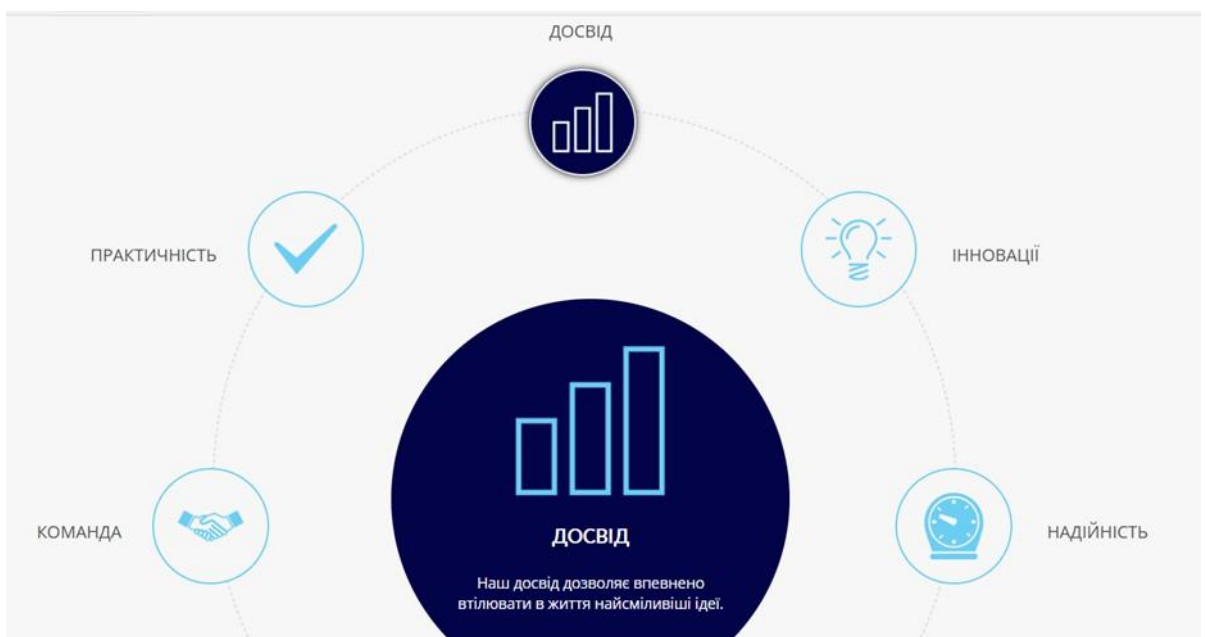 ДОСВІД
ПРАКТИЧНІСТЬ
ІННОВАЦІЇ
КОМАНДА
НАДІЙНІСТЬ
ДОСВІД
Наш досвід дозволяє впевнено
втілювати в життя найсміливіші ідеї.